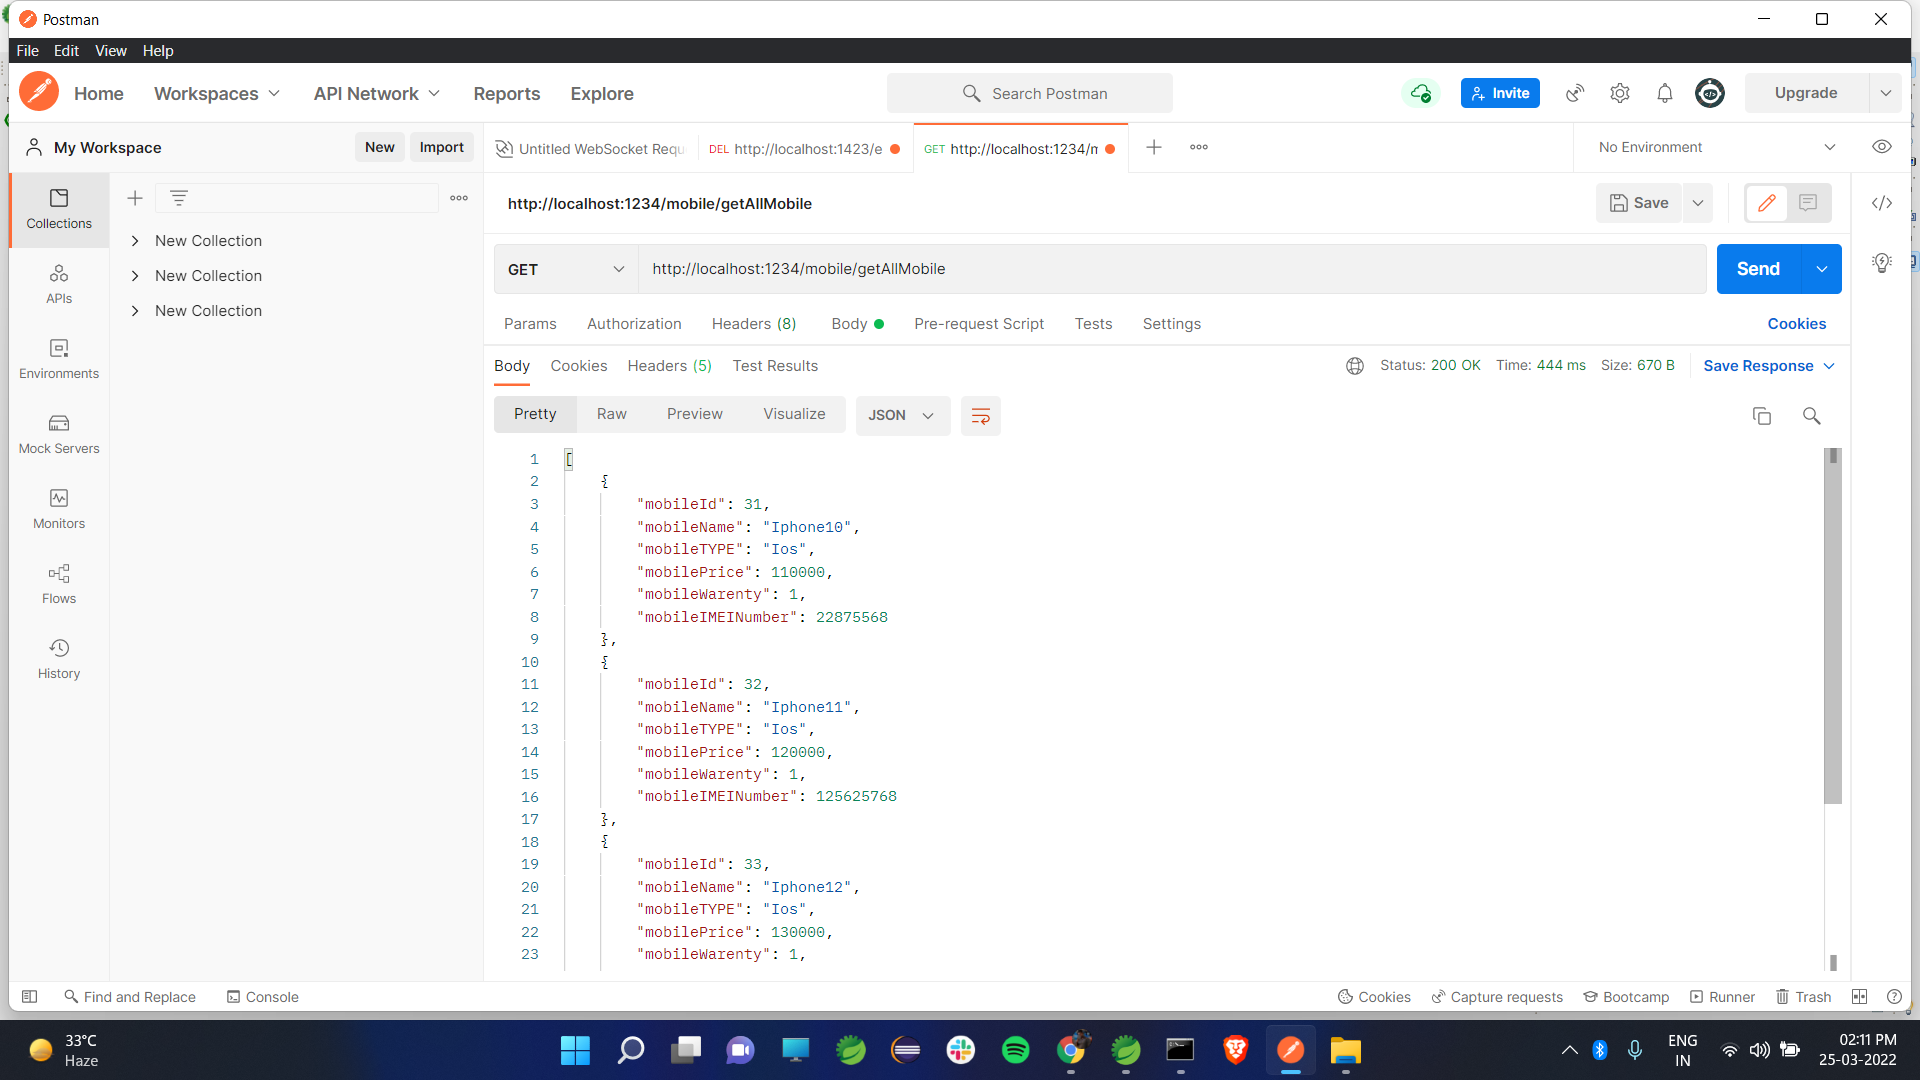 Postman
File Edit View Help
Home Workspaces API Network Reports Explore Search Postman Invite Upgrade
My Workspace New Import Untitled WebSocket Requ DEL http://localhost:1423/e GET http://localhost:1234/m No Environment
Collections
New Collection
New Collection
New Collection
APIs
Environments
Mock Servers
Monitors
Flows
History
http://localhost:1234/mobile/getAllMobile Save
GET http://localhost:1234/mobile/getAllMobile Send
Params Authorization Headers (8) Body Pre-request Script Tests Settings Cookies
Body Cookies Headers (5) Test Results Status: 200 OK Time: 444 ms Size: 670 B Save Response
Pretty Raw Preview Visualize JSON
1 [
2 {
3 "mobileId": 31,
4 "mobileName": "Iphone10",
5 "mobileTYPE": "Ios",
6 "mobilePrice": 110000,
7 "mobileWarenty": 1,
8 "mobileIMEINumber": 22875568
9 },
10 {
11 "mobileId": 32,
12 "mobileName": "Iphone11",
13 "mobileTYPE": "Ios",
14 "mobilePrice": 120000,
15 "mobileWarenty": 1,
16 "mobileIMEINumber": 125625768
17 },
18 {
19 "mobileId": 33,
20 "mobileName": "Iphone12",
21 "mobileTYPE": "Ios",
22 "mobilePrice": 130000,
23 "mobileWarenty": 1,
Find and Replace Console Cookies Capture requests Bootcamp Runner Trash
33°C
Haze
ENG
IN
02:11 PM
25-03-2022